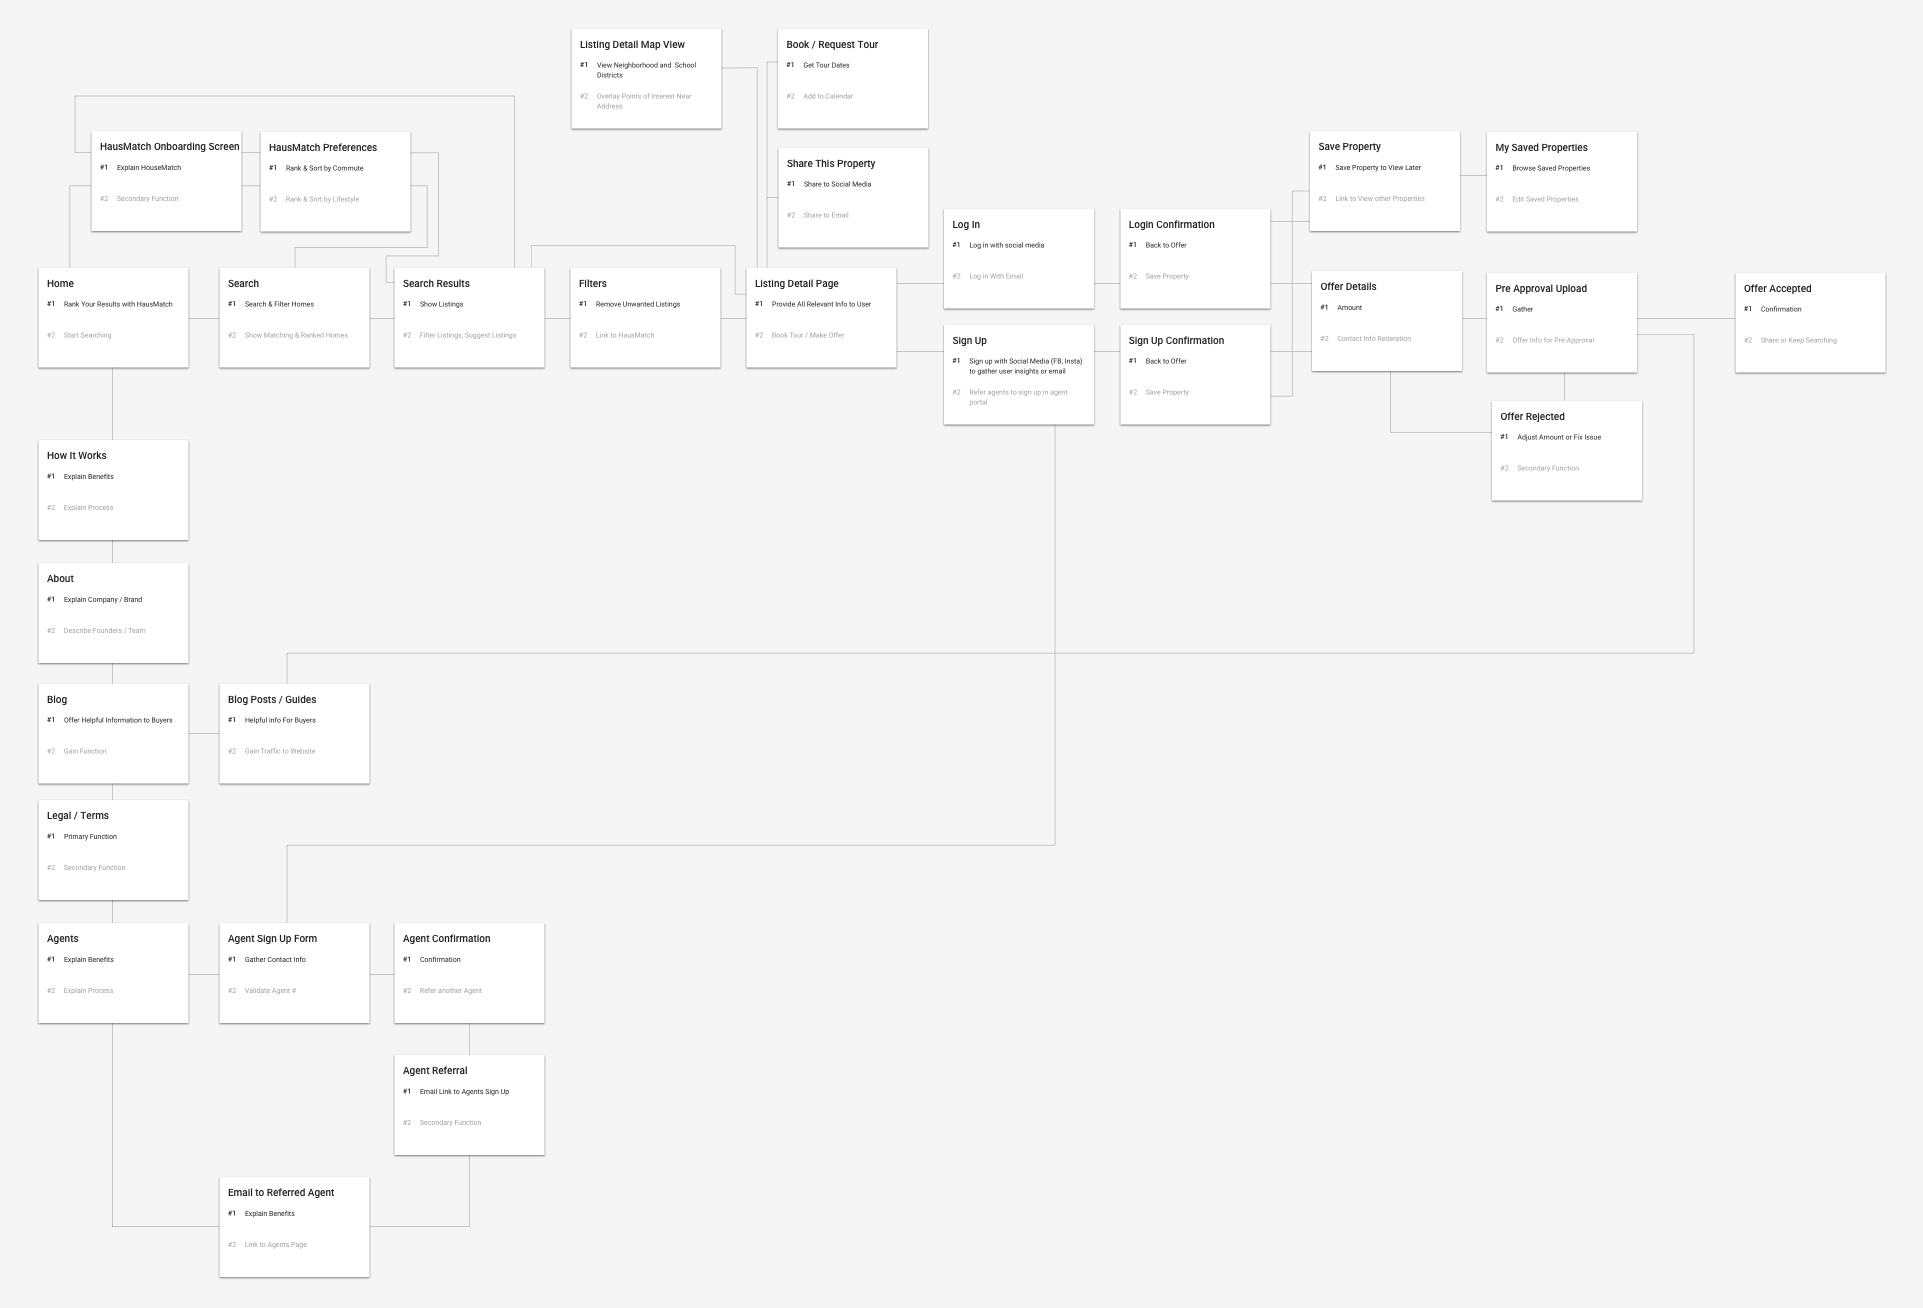 Listing Detail Map View
#1 View Neighborhood and School
Districts
#2 Overlay Points of Interest Near
Address
Book / Request Tour
#1 Get Tour Dates
#2 Add to Calendar
HausMatch Onboarding Screen
#1 Explain HouseMatch
#2 Secondary Function
HausMatch Preferences
#1 Rank & Sort by Commute
#2 Rank & Sort by Lifestyle
Share This Property
#1 Share to Social Media
#2 Share to Email
Save Property
#1 Save Property to View Later
#2 Link to View other Properties
My Saved Properties
#1 Browse Saved Properties
#2 Edit Saved Properties
Log In
#1 Log in with social media
#2 Log in With Email
Login Confirmation
#1 Back to Offer
#2 Save Property
Home
#1 Rank Your Results with HausMatch
#2 Start Searching
Search
#1 Search & Filter Homes
#2 Show Matching & Ranked Homes
Search Results
#1 Show Listings
#2 Filter Listings, Suggest Listings
Filters
#1 Remove Unwanted Listings
#2 Link to HausMatch
Listing Detail Page
#1 Provide All Relevant Info to User
#2 Book Tour / Make Offer
Offer Details
#1 Amount
#2 Contact Info Reiteration
Pre Approval Upload
#1 Gather
#2 Offer Info for Pre-Approval
Offer Accepted
#1 Confirmation
#2 Share or Keep Searching
Sign Up
#1 Sign up with Social Media (FB, Insta)
to gather user insights or email
#2 Refer agents to sign up in agent
portal
Sign Up Confirmation
#1 Back to Offer
#2 Save Property
Offer Rejected
#1 Adjust Amount or Fix Issue
#2 Secondary Function
How It Works
#1 Explain Benefits
#2 Explain Process
About
#1 Explain Company / Brand
#2 Describe Founders / Team
Blog
#1 Offer Helpful Information to Buyers
#2 Gain Function
Blog Posts / Guides
#1 Helpful info For Buyers
#2 Gain Traffic to Website
Legal / Terms
#1 Primary Function
#2 Secondary Function
Agents
#1 Explain Benefits
#2 Explain Process
Agent Sign Up Form
#1 Gather Contact Info
#2 Validate Agent #
Agent Confirmation
#1 Confirmation
#2 Refer another Agent
Agent Referral
#1 Email Link to Agents Sign Up
#2 Secondary Function
Email to Referred Agent
#1 Explain Benefits
#2 Link to Agents Page